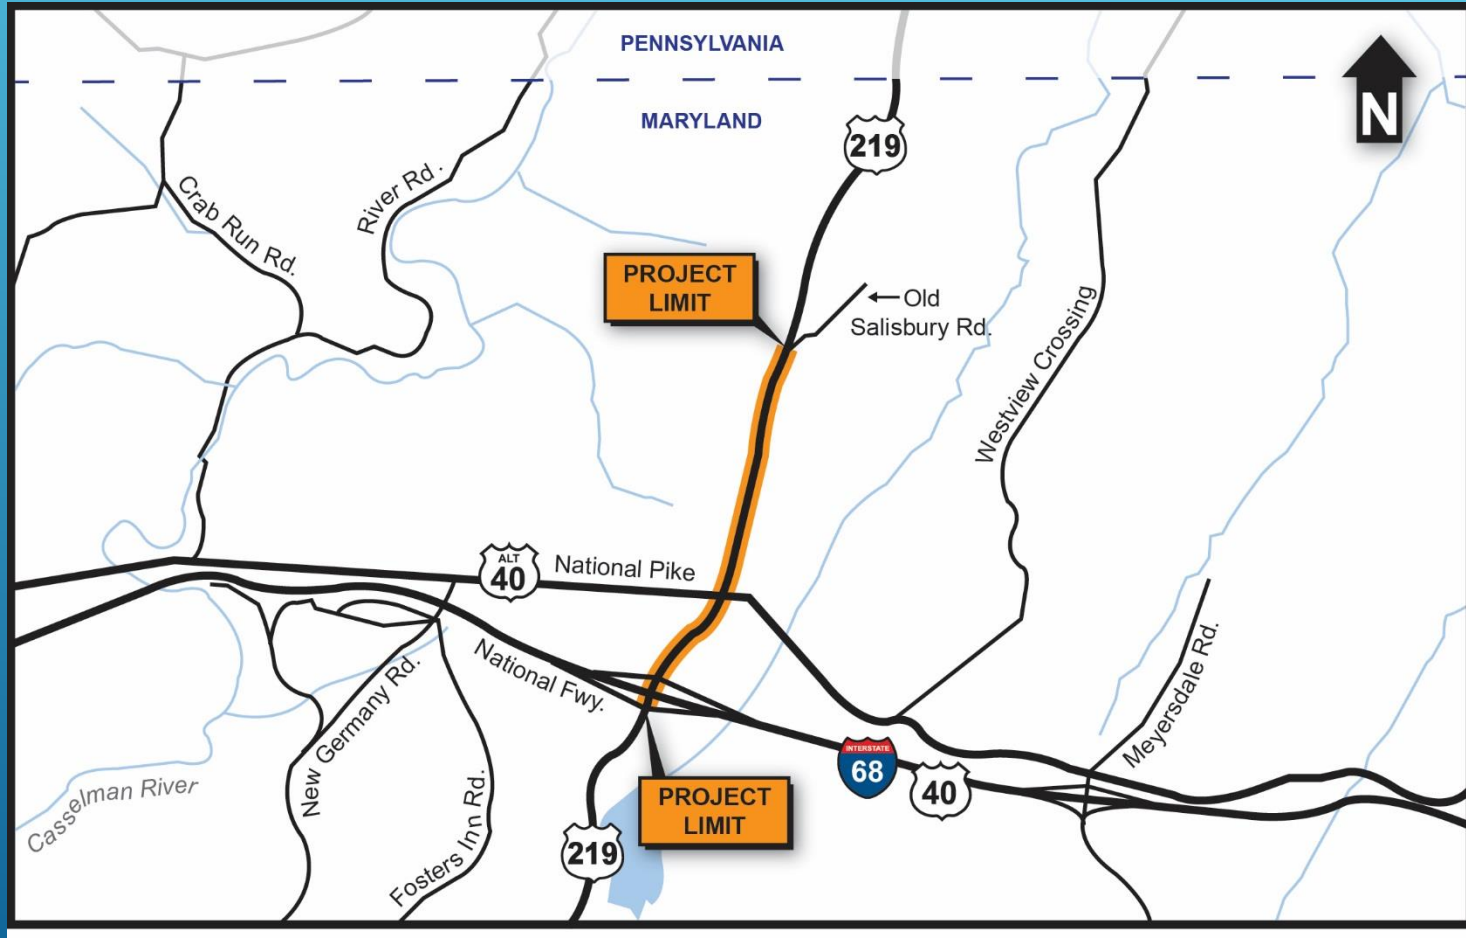 PENNSYLVANIA
MARYLAND
N
219
Crab Run Rd.
River Rd.
PROJECT
LIMIT
Old
Salisbury Rd.
Westview Crossing
ALT
40
National Pike
National Fwy.
New Germany Rd.
Meyersdale Rd.
INTERSTATE
68
40
Casselman River
Fosters Inn Rd.
PROJECT
LIMIT
219